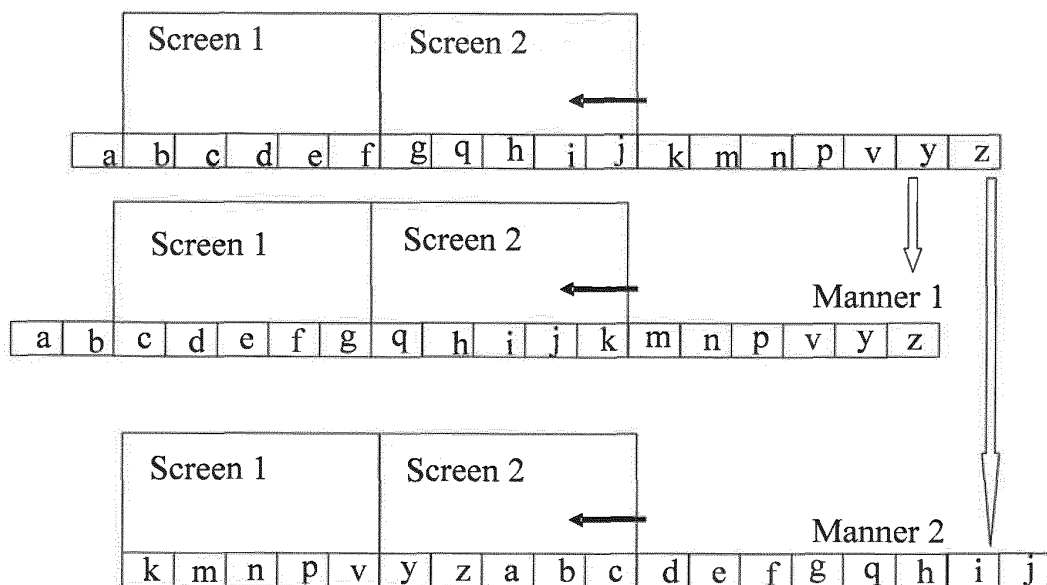 Screen 1 Screen 2
a b c d e f g q h i j k m n p v y z
Screen 1 Screen 2
Manner 1
a b c d e f g q h i j k m n p v y z
Screen 1 Screen 2
Manner 2
k m n p v y z a b c d e f g q h i j